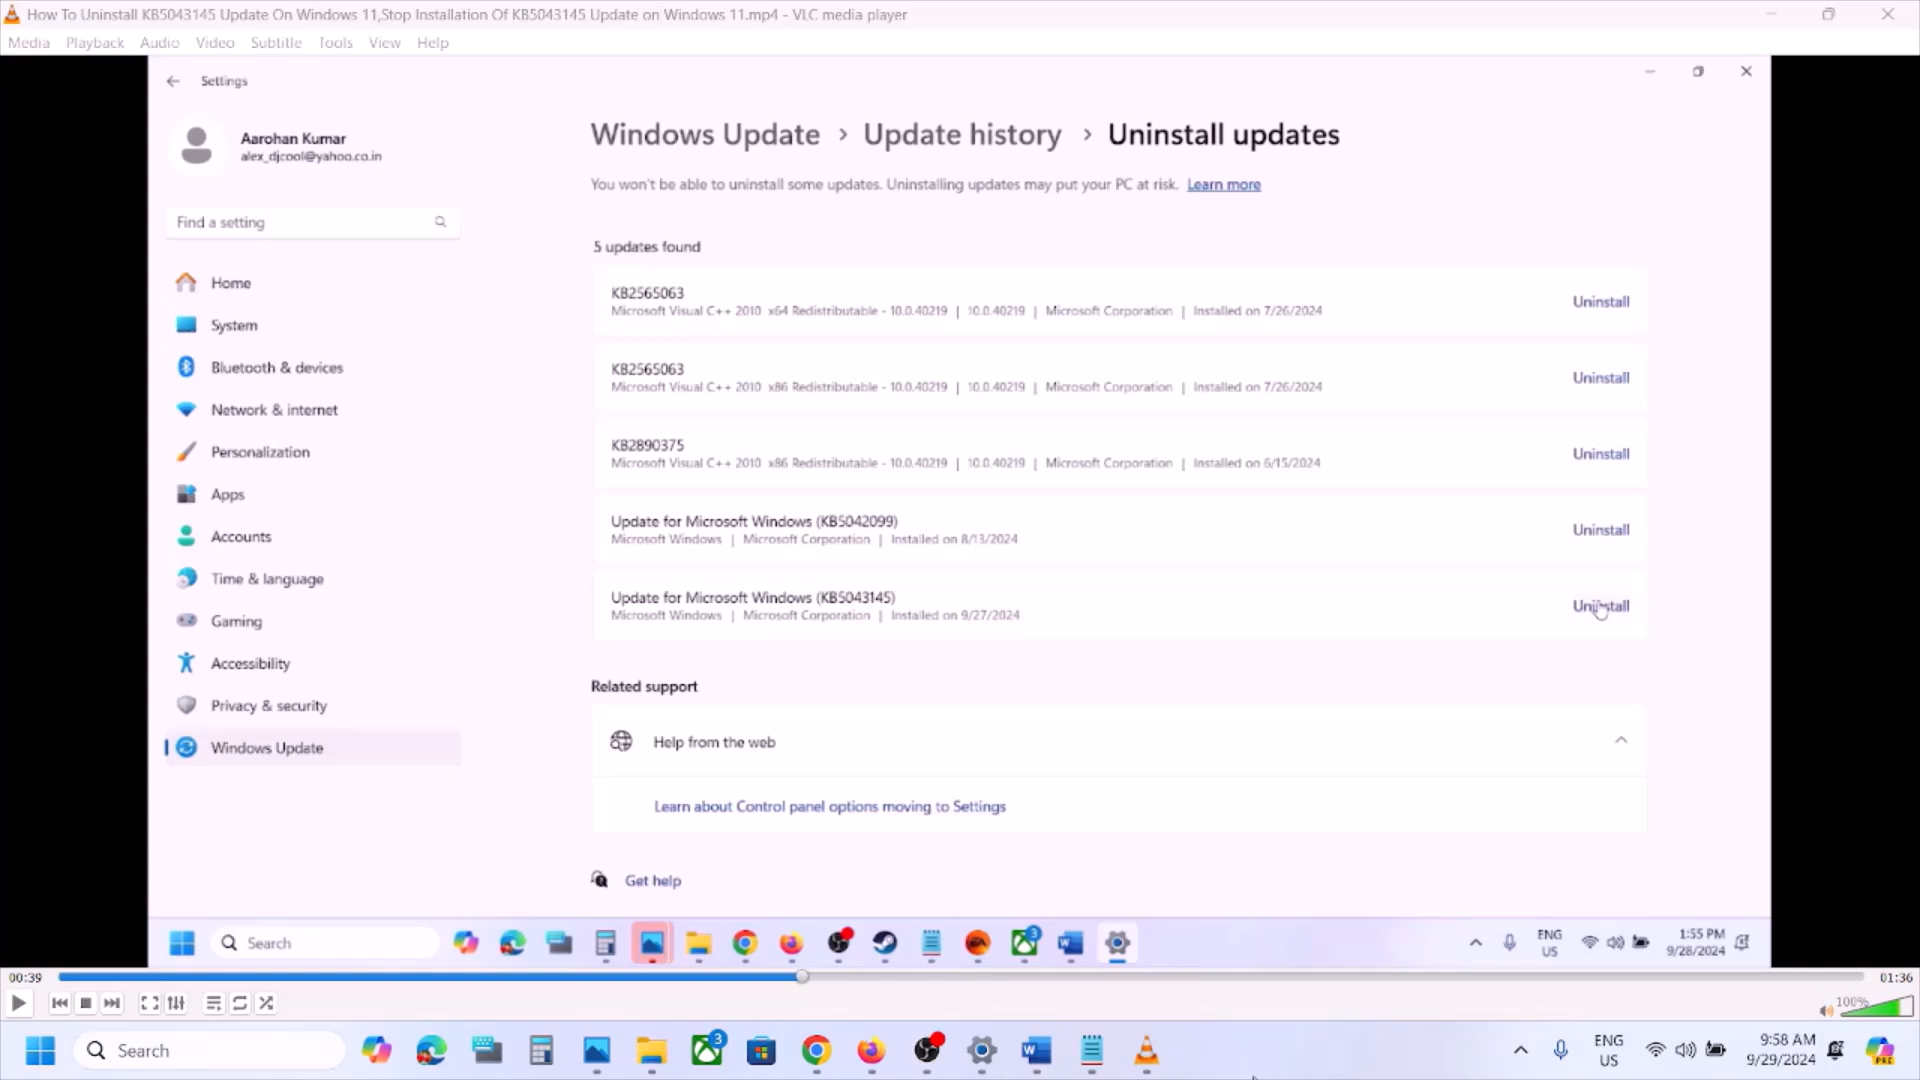 How To Uninstall KB5043145 Update On Windows 11,Stop Installation Of KB5043145 Update on Windows 11.mp4 - VLC media player
Media Playback Audio Video Subtitle Tools View Help
Settings
Aarohan Kumar
alex_djcool@yahoo.co.in
Find a setting
Home
System
Bluetooth & devices
Network & internet
Personalization
Apps
Accounts
Time & language
Gaming
Accessibility
Privacy & security
Windows Update
Windows Update > Update history > Uninstall updates
You won't be able to uninstall some updates. Uninstalling updates may put your PC at risk. Learn more
5 updates found
KB2565063
Microsoft Visual C++ 2010 x64 Redistributable - 10.0.40219 | 10.0.40219 | Microsoft Corporation | Installed on 7/26/2024
Uninstall
KB2565063
Microsoft Visual C++ 2010 x86 Redistributable - 10.0.40219 | 10.0.40219 | Microsoft Corporation | Installed on 7/26/2024
Uninstall
KB2890375
Microsoft Visual C++ 2010 x86 Redistributable - 10.0.40219 | 10.0.40219 | Microsoft Corporation | Installed on 6/15/2024
Uninstall
Update for Microsoft Windows (KB5042099)
Microsoft Windows | Microsoft Corporation | Installed on 8/13/2024
Uninstall
Update for Microsoft Windows (KB5043145)
Microsoft Windows | Microsoft Corporation | Installed on 9/27/2024
Uninstall
Related support
Help from the web
Learn about Control panel options moving to Settings
Get help
Search
3
ENG
US
1:55 PM
9/28/2024
00:39
01:36
100%
Search
3
ENG
US
9:58 AM
9/29/2024
PRE